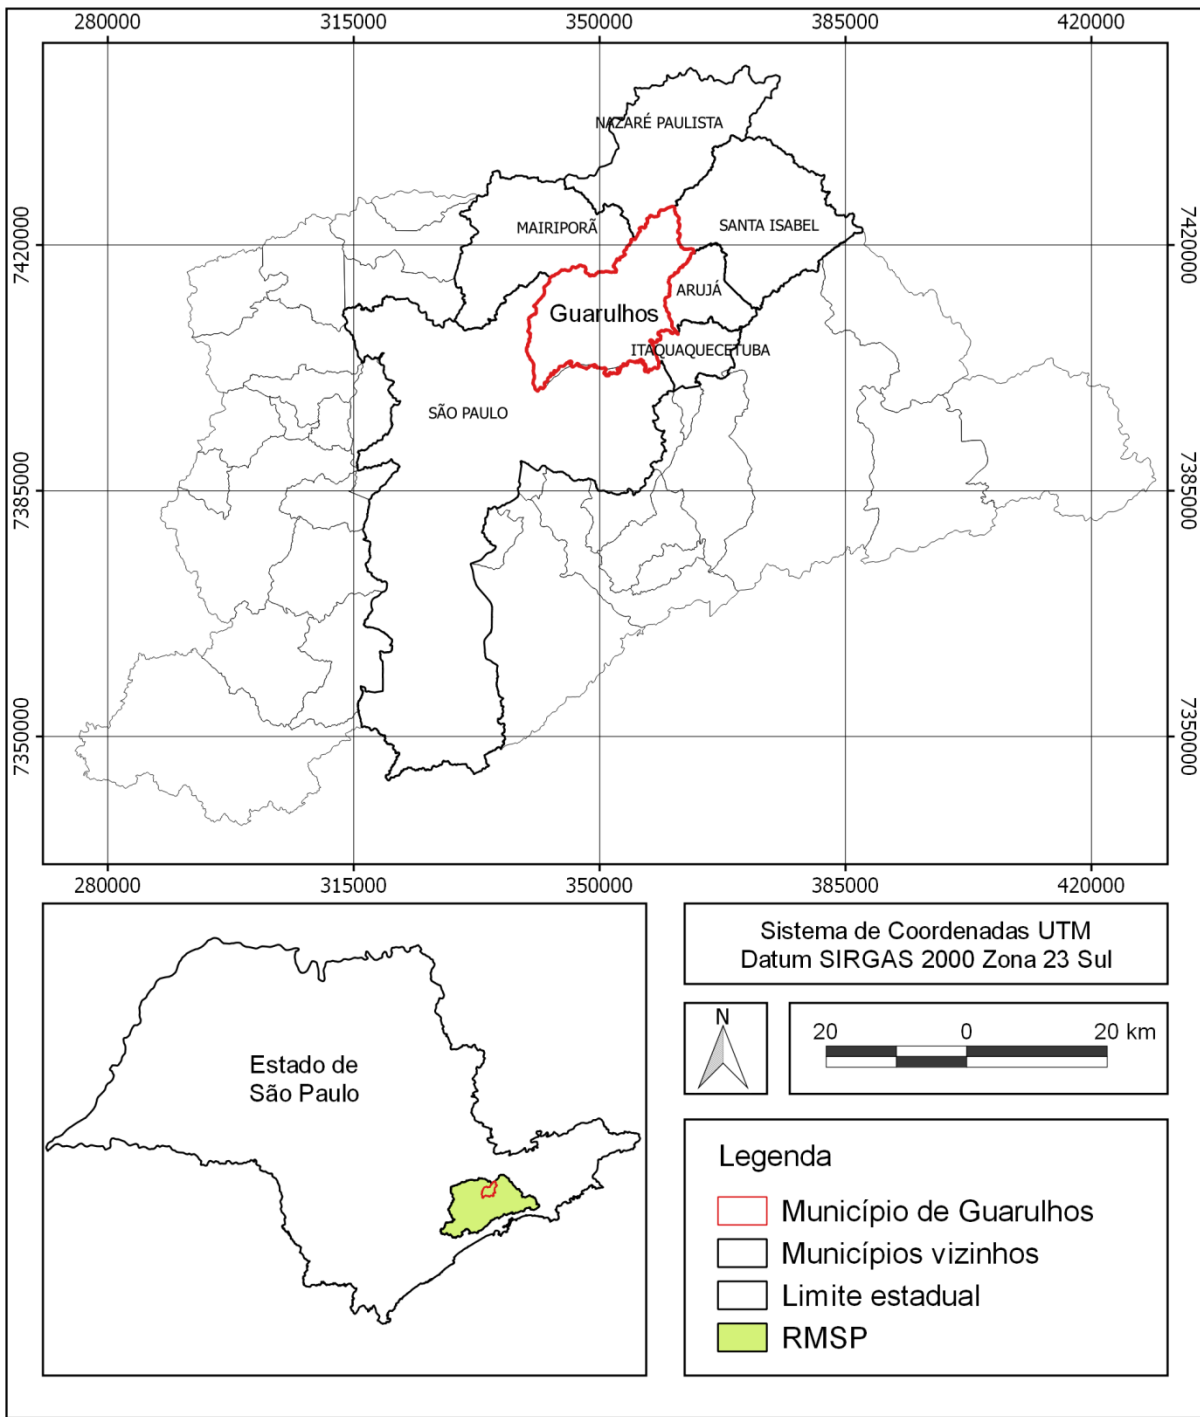 280000 315000 350000 385000 420000
NAZARÉ PAULISTA
MAIRIPORÃ
SANTA ISABEL
7420000
7420000
ARUJÁ
Guarulhos
ITAQUAQUECETUBA
SÃO PAULO
7385000
7385000
7350000
7350000
280000 315000 350000 385000 420000
Estado de
São Paulo
Sistema de Coordenadas UTM
Datum SIRGAS 2000 Zona 23 Sul
N
20 0 20 km
Legenda
Município de Guarulhos
Municípios vizinhos
Limite estadual
RMSP